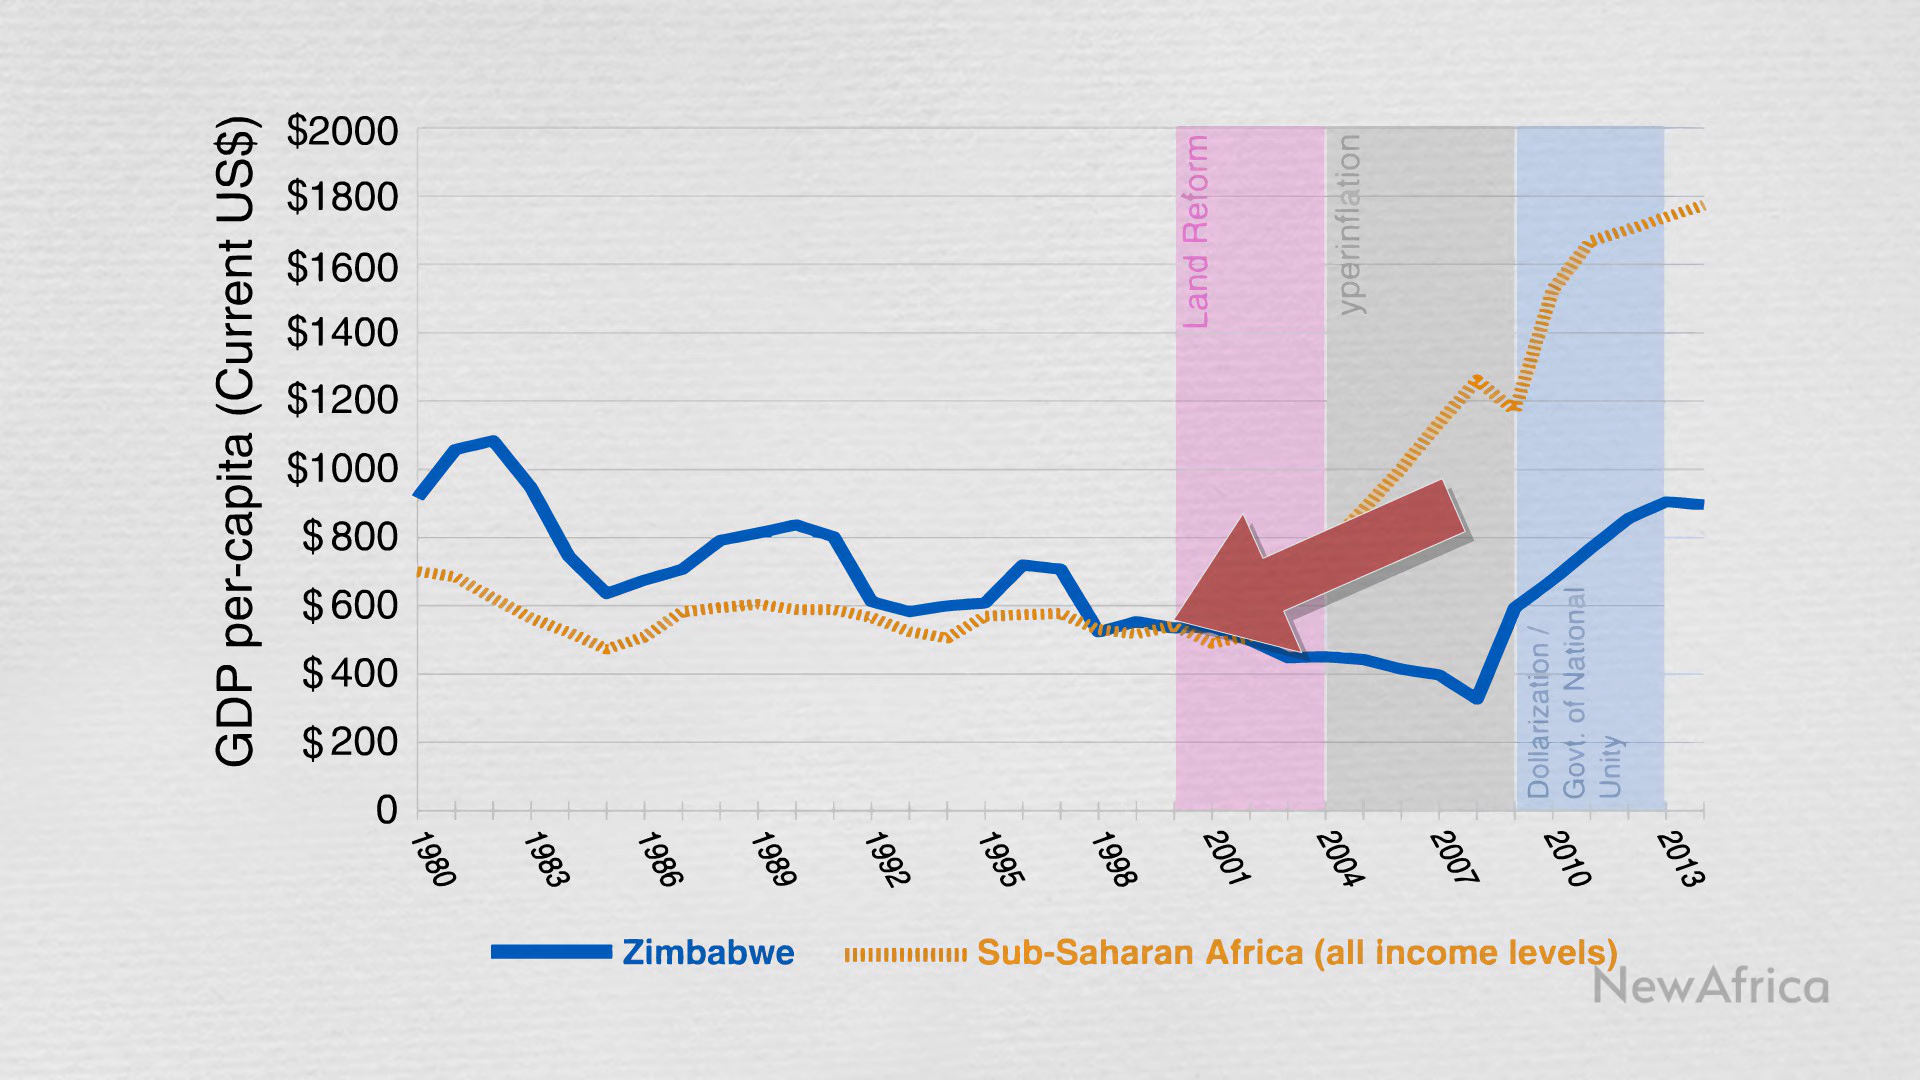 GDP per-capita (Current US$)
$2000
$1800
$1600
$1400
$1200
$1000
$800
$600
$400
$200
0
Land Reform
yperinflation
Dollarization /
Govt. of National
Unity
1980
1983
1986
1989
1992
1995
1998
2001
2004
2007
2010
2013
Zimbabwe
Sub-Saharan Africa (all income levels)
NewAfrica